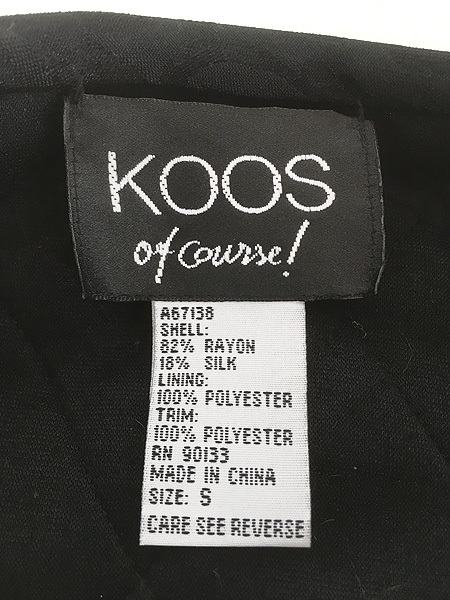 KOOS
of course!
A67138
SHELL:
82% RAYON
18% SILK
LINING:
100% POLYESTER
TRIM:
100% POLYESTER
RN 90133
MADE IN CHINA
SIZE: S
CARE SEE REVERSE